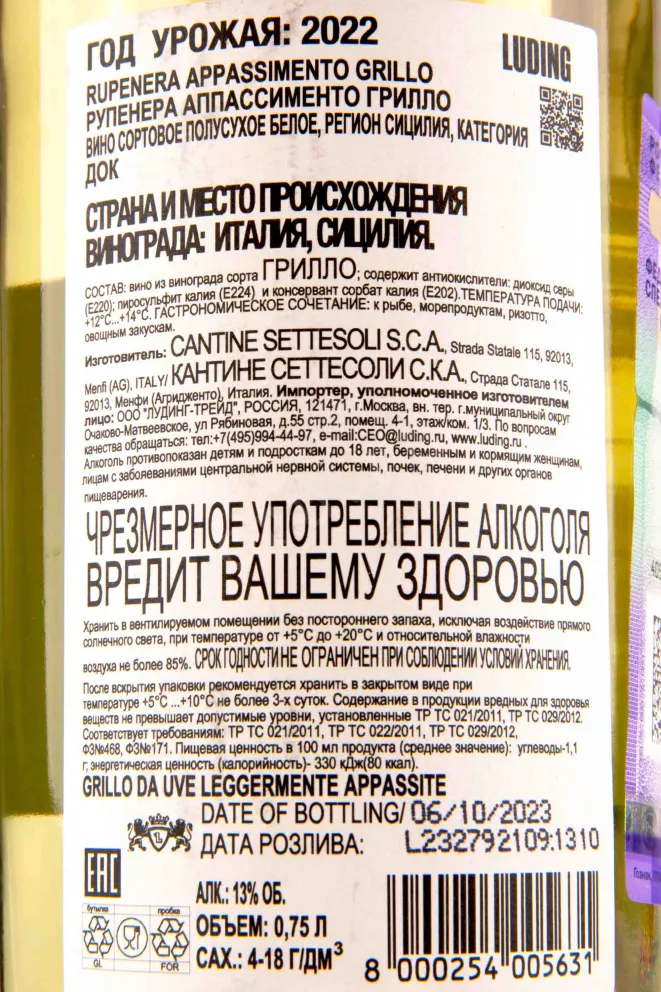 ГОД УРОЖАЯ: 2022
LUDING
RUPENERA APPASSIMENTO GRILLO
РУПЕНЕРА АППАССИМЕНТО ГРИЛЛО
ВИНО СОРТОВОЕ ПОЛУСУХОЕ БЕЛОЕ, РЕГИОН СИЦИЛИЯ, КАТЕГОРИЯ
ДОК
СТРАНА И МЕСТО ПРОИСХОЖДЕНИЯ
ВИНОГРАДА: ИТАЛИЯ, СИЦИЛИЯ.
СОСТАВ: вино из винограда сорта ГРИЛЛО; содержит антиокислители: диоксид серы
(Е220); пиросульфит калия (Е224) и консервант сорбат калия (Е202).ТЕМПЕРАТУРА ПОДАЧИ:
+12°С...+14°С. ГАСТРОНОМИЧЕСКОЕ СОЧЕТАНИЕ: к рыбе, морепродуктам, ризотто,
овощным закускам.
Изготовитель: CANTINE SETTESOLI S.C.A., Strada Statale 115, 92013,
Menfi (AG), ITALY/ КАНТИНЕ СЕТТЕСОЛИ С.К.А., Страда Статале 115,
92013, Менфи (Агридженто), Италия. Импортер, уполномоченное изготовителем
лицо: ООО "ЛУДИНГ-ТРЕЙД", РОССИЯ, 121471, г.Москва, вн. тер. г.муниципальный округ
Очаково-Матвеевское, ул Рябиновая, д.55 стр.2, помещ. 4-1, этаж/ком. 1/3. По вопросам
качества обращаться: тел:+7(495)994-44-97, e-mail:CEO@luding.ru, www.luding.ru .
Алкоголь противопоказан детям и подросткам до 18 лет, беременным и кормящим женщинам,
лицам с заболеваниями центральной нервной системы, почек, печени и других органов
пищеварения.
ЧРЕЗМЕРНОЕ УПОТРЕБЛЕНИЕ АЛКОГОЛЯ
ВРЕДИТ ВАШЕМУ ЗДОРОВЬЮ
Хранить в вентилируемом помещении без постороннего запаха, исключая воздействие прямого
солнечного света, при температуре от +5°С до +20°С и относительной влажности
воздуха не более 85%. СРОК ГОДНОСТИ НЕ ОГРАНИЧЕН ПРИ СОБЛЮДЕНИИ УСЛОВИЙ ХРАНЕНИЯ.
После вскрытия упаковки рекомендуется хранить в закрытом виде при
температуре +5°С ...+10°С не более 3-х суток. Содержание в продукции вредных для здоровья
веществ не превышает допустимые уровни, установленные ТР ТС 021/2011, ТР ТС 029/2012.
Соответствует требованиям: ТР ТС 021/2011, ТР ТС 022/2011, ТР ТС 029/2012,
ФЗ№468, ФЗ№171. Пищевая ценность в 100 мл продукта (среднее значение): углеводы-1,1
г; энергетическая ценность (калорийность)- 330 кДж(80 ккал).
GRILLO DA UVE LEGGERMENTE APPASSITE
DATE OF BOTTLING/ 06/10/2023
ДАТА РОЗЛИВА: L232792109:1310
EAC
АЛК.: 13% ОБ.
ОБЪЕМ: 0,75 Л
САХ.: 4-18 Г/ДМ³
бутылка
пробка
GL
FOR
8 000254 005631